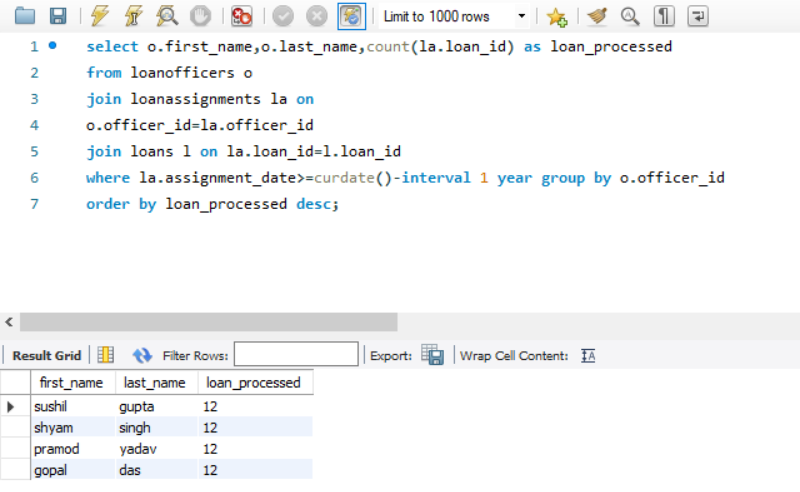 Limit to 1000 rows
1 select o.first_name,o.last_name,count(la.loan_id) as loan_processed
2 from loanofficers o
3 join loanassignments la on
4 o.officer_id=la.officer_id
5 join loans l on la.loan_id=l.loan_id
6 where la.assignment_date>=curdate()-interval 1 year group by o.officer_id
7 order by loan_processed desc;
Result Grid Filter Rows: Export: Wrap Cell Content:
first_name last_name loan_processed
sushil gupta 12
shyam singh 12
pramod yadav 12
gopal das 12